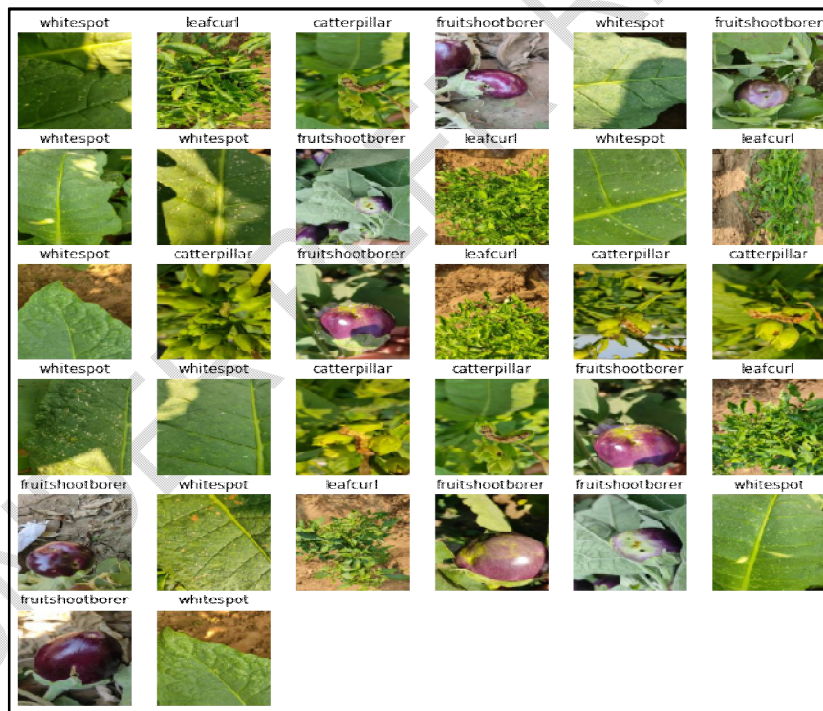 whitespot leafcurl catterpillar fruitshootborer whitespot fruitshootborer
whitespot whitespot fruitshootborer leafcurl whitespot leafcurl
whitespot catterpillar fruitshootborer leafcurl catterpillar catterpillar
whitespot whitespot catterpillar catterpillar fruitshootborer leafcurl
fruitshootborer whitespot leafcurl fruitshootborer fruitshootborer whitespot
fruitshootborer whitespot